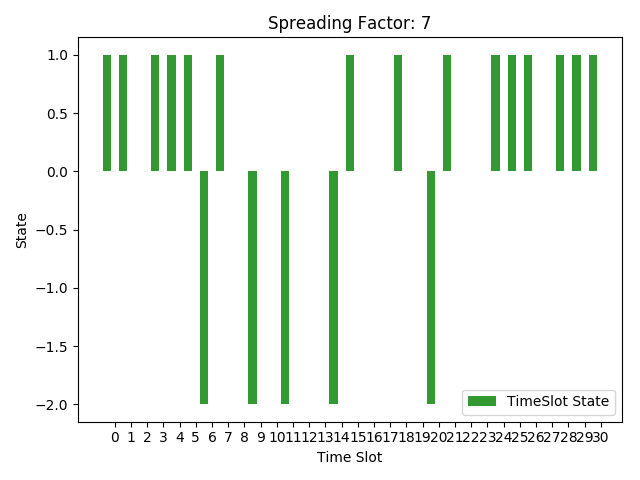 Spreading Factor: 7
1.0
0.5
0.0
−0.5
−1.0
−1.5
−2.0
State
TimeSlot State
0 1 2 3 4 5 6 7 8 9 10 11 12 13 14 15 16 17 18 19 20 21 22 23 24 25 26 27 28 29 30
Time Slot